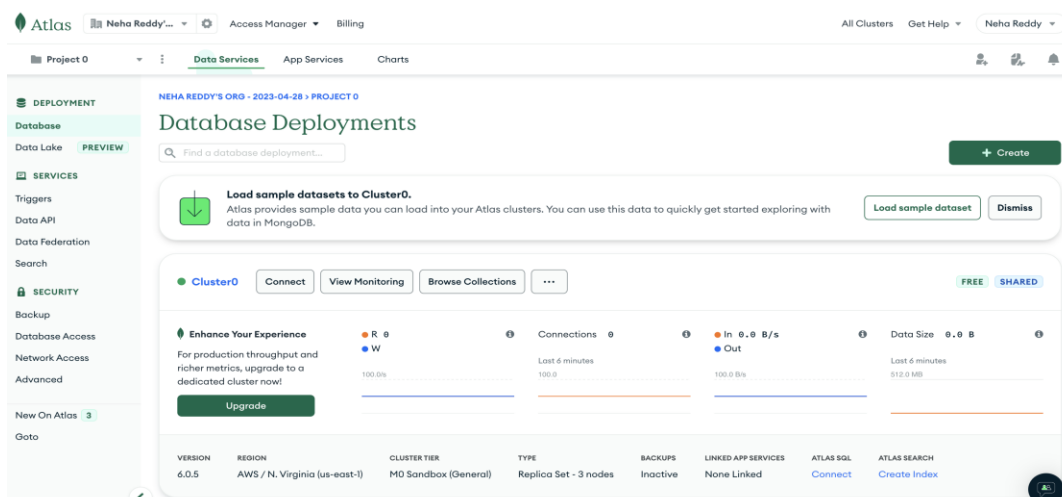 Atlas Neha Reddy'... Access Manager Billing All Clusters Get Help Neha Reddy
Project 0 Data Services App Services Charts
DEPLOYMENT
Database
Data Lake PREVIEW
SERVICES
Triggers
Data API
Data Federation
Search
SECURITY
Backup
Database Access
Network Access
Advanced
New On Atlas 3
Goto
NEHA REDDY'S ORG - 2023-04-28 > PROJECT 0
Database Deployments
Find a database deployment...
+ Create
Load sample datasets to Cluster0.
Atlas provides sample data you can load into your Atlas clusters. You can use this data to quickly get started exploring with
data in MongoDB.
Load sample dataset Dismiss
Cluster0 Connect View Monitoring Browse Collections ... FREE SHARED
Enhance Your Experience
For production throughput and
richer metrics, upgrade to a
dedicated cluster now!
Upgrade
R 0
W
100.0/s
Connections 0
Last 6 minutes
100.0
In 0.0 B/s
Out
100.0 B/s
Data Size 0.0 B
Last 6 minutes
512.0 MB
VERSION REGION CLUSTER TIER TYPE BACKUPS LINKED APP SERVICES ATLAS SQL ATLAS SEARCH
6.0.5 AWS / N. Virginia (us-east-1) M0 Sandbox (General) Replica Set - 3 nodes Inactive None Linked Connect Create Index